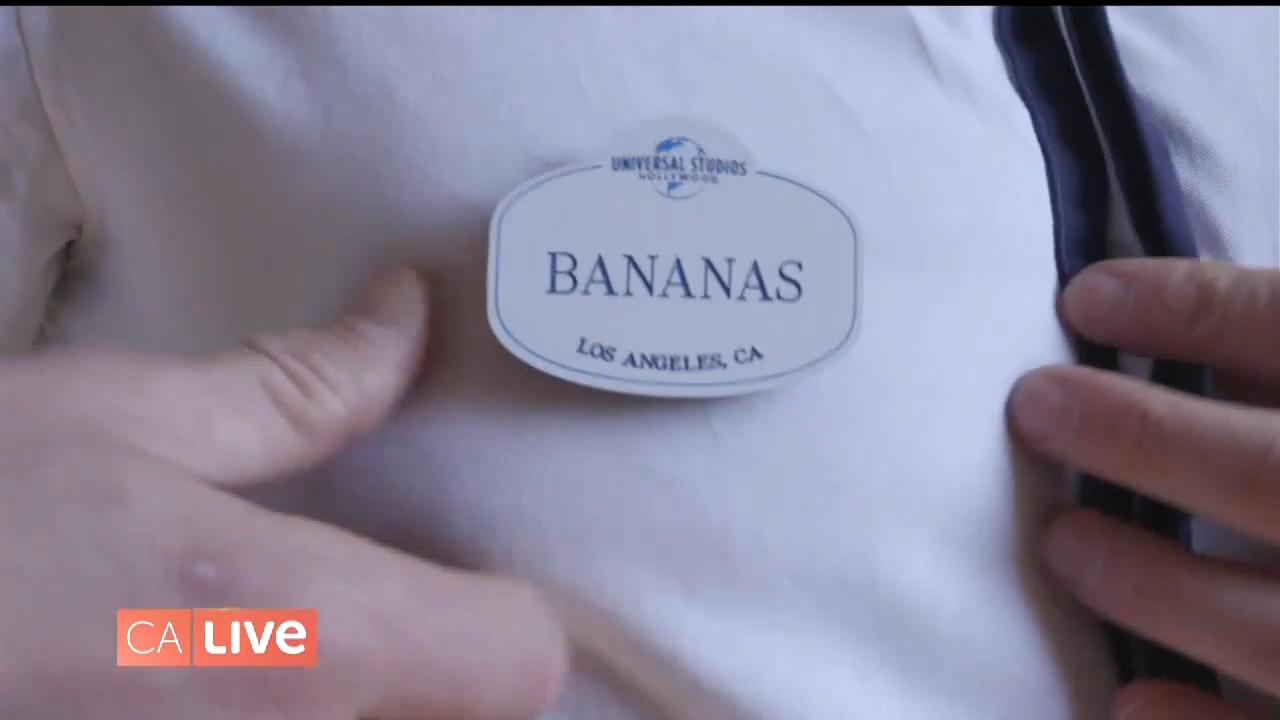 UNIVERSAL STUDIOS
HOLLYWOOD
BANANAS
LOS ANGELES, CA
CA LIVE